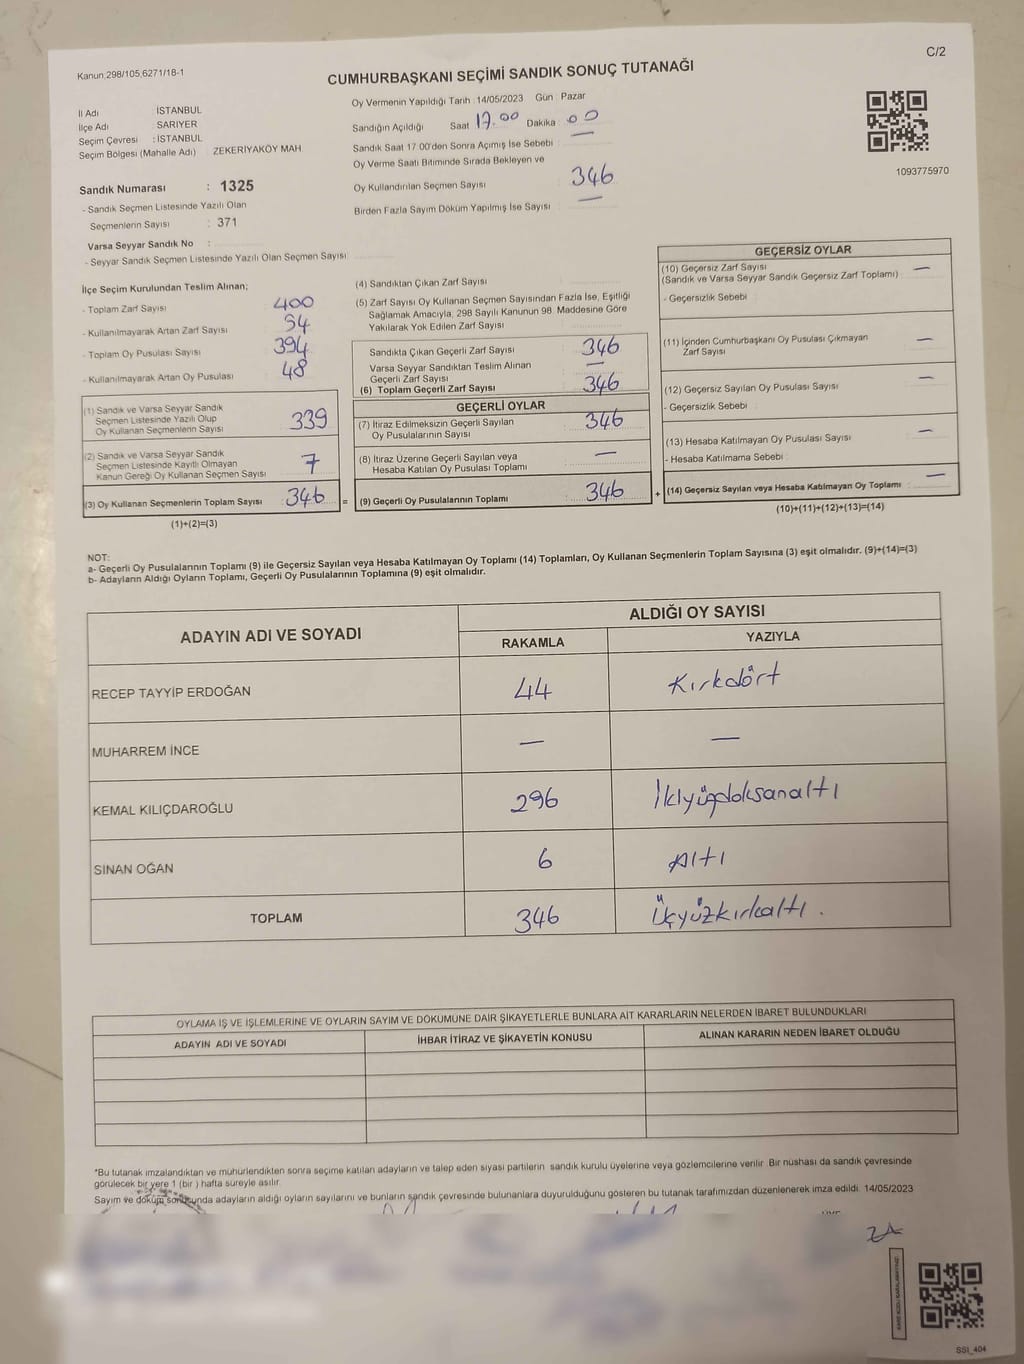 Kanun;298/105,6271/18-1
C/2
CUMHURBAŞKANI SEÇİMİ SANDIK SONUÇ TUTANAĞI
İl Adı İSTANBUL
İlçe Adı : SARIYER
Seçim Çevresi : İSTANBUL
Seçim Bölgesi (Mahalle Adı) ZEKERİYAKÖY MAH.
Sandık Numarası : 1325
- Sandık Seçmen Listesinde Yazılı Olan
Seçmenlerin Sayısı : 371
Varsa Seyyar Sandık No :
- Seyyar Sandık Seçmen Listesinde Yazılı Olan Seçmen Sayısı
Oy Vermenin Yapıldığı Tarih : 14/05/2023 Gün : Pazar
Sandığın Açıldığı Saat 17.00 Dakika 00
Sandık Saat 17.00'den Sonra Açımış İse Sebebi —
Oy Verme Saati Bitiminde Sırada Bekleyen ve
Oy Kullandırılan Seçmen Sayısı 346
Birden Fazla Sayım Döküm Yapılmış İse Sayısı —
1093775970
İlçe Seçim Kurulundan Teslim Alınan;
- Toplam Zarf Sayısı 400
- Kullanılmayarak Artan Zarf Sayısı 54
- Toplam Oy Pusulası Sayısı 394
- Kullanılmayarak Artan Oy Pusulası 48
(1) Sandık ve Varsa Seyyar Sandık
Seçmen Listesinde Yazılı Olup
Oy Kullanan Seçmenlerin Sayısı 339
(2) Sandık ve Varsa Seyyar Sandık
Seçmen Listesinde Kayıtlı Olmayan
Kanun Gereği Oy Kullanan Seçmen Sayısı 7
(3) Oy Kullanan Seçmenlerin Toplam Sayısı 346 =
(1)+(2)=(3)
(4) Sandıktan Çıkan Zarf Sayısı
(5) Zarf Sayısı Oy Kullanan Seçmen Sayısından Fazla İse, Eşitliği
Sağlamak Amacıyla, 298 Sayılı Kanunun 98. Maddesine Göre
Yakılarak Yok Edilen Zarf Sayısı
Sandıkta Çıkan Geçerli Zarf Sayısı 346
Varsa Seyyar Sandıktan Teslim Alınan
Geçerli Zarf Sayısı —
(6) Toplam Geçerli Zarf Sayısı 346
GEÇERLİ OYLAR
(7) İtiraz Edilmeksizin Geçerli Sayılan
Oy Pusulalarının Sayısı 346
(8) İtiraz Üzerine Geçerli Sayılan veya
Hesaba Katılan Oy Pusulası Toplamı —
(9) Geçerli Oy Pusulalarının Toplamı 346 +
GEÇERSİZ OYLAR
(10) Geçersiz Zarf Sayısı —
(Sandık ve Varsa Seyyar Sandık Geçersiz Zarf Toplamı)
- Geçersizlik Sebebi :
(11) İçinden Cumhurbaşkanı Oy Pusulası Çıkmayan
Zarf Sayısı —
(12) Geçersiz Sayılan Oy Pusulası Sayısı —
- Geçersizlik Sebebi
(13) Hesaba Katılmayan Oy Pusulası Sayısı —
- Hesaba Katılmama Sebebi
(14) Geçersiz Sayılan veya Hesaba Katılmayan Oy Toplamı —
(10)+(11)+(12)+(13)=(14)
NOT:
a- Geçerli Oy Pusulalarının Toplamı (9) ile Geçersiz Sayılan veya Hesaba Katılmayan Oy Toplamı (14) Toplamları, Oy Kullanan Seçmenlerin Toplam Sayısına (3) eşit olmalıdır. (9)+(14)=(3)
b- Adayların Aldığı Oyların Toplamı, Geçerli Oy Pusulalarının Toplamına (9) eşit olmalıdır.
ADAYIN ADI VE SOYADI
ALDIĞI OY SAYISI
RAKAMLA YAZIYLA
RECEP TAYYİP ERDOĞAN 44 Kırkdört
MUHARREM İNCE — —
KEMAL KILIÇDAROĞLU 296 İkiyüzdoksanaltı
SİNAN OĞAN 6 Altı
TOPLAM 346 Üçyüzkırkaltı.
OYLAMA İŞ VE İŞLEMLERİNE VE OYLARIN SAYIM VE DÖKÜMÜNE DAİR ŞİKAYETLERLE BUNLARA AİT KARARLARIN NELERDEN İBARET BULUNDUKLARI
ADAYIN ADI VE SOYADI İHBAR İTİRAZ VE ŞİKAYETİN KONUSU ALINAN KARARIN NEDEN İBARET OLDUĞU
*Bu tutanak imzalandıktan ve mühürlendikten sonra seçime katılan adayların ve talep eden siyasi partilerin sandık kurulu üyelerine veya gözlemcilerine verilir. Bir nüshası da sandık çevresinde
görülecek bir yere 1 (bir ) hafta süreyle asılır.
Sayım ve döküm sonucunda adayların aldığı oyların sayılarını ve bunların sandık çevresinde bulunanlara duyurulduğunu gösteren bu tutanak tarafımızdan düzenlenerek imza edildi. 14/05/2023
SSI_404